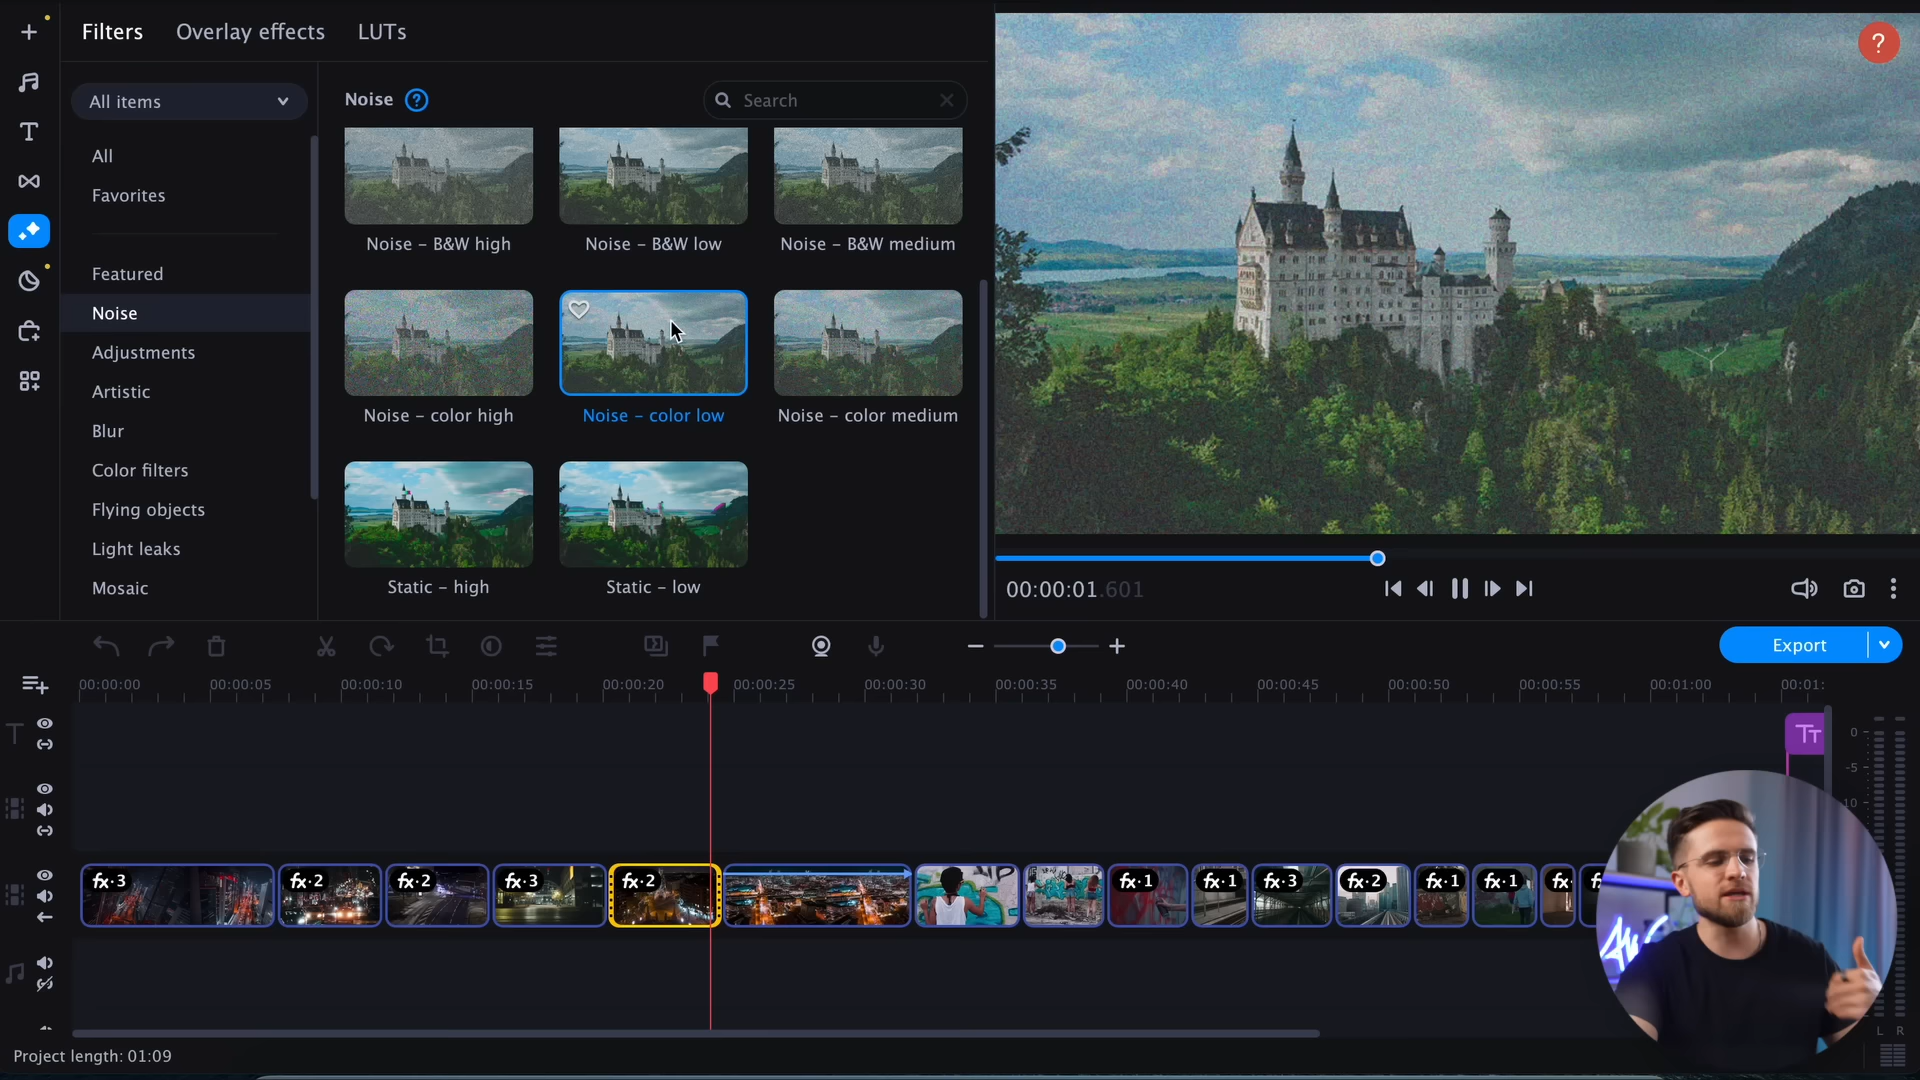 Filters
Overlay effects
LUTs
?
All items
Noise
?
Search
All
Favorites
Featured
Noise
Adjustments
Artistic
Blur
Color filters
Flying objects
Light leaks
Mosaic
Noise – B&W high
Noise – B&W low
Noise – B&W medium
Noise – color high
Noise – color low
Noise – color medium
Static – high
Static – low
00:00:01.601
Export
00:00:00
00:00:05
00:00:10
00:00:15
00:00:20
00:00:25
00:00:30
00:00:35
00:00:40
00:00:45
00:00:50
00:00:55
00:01:00
00:01:
T
Tт
0
-5
10
fx·3
fx·2
fx·2
fx·3
fx·2
fx·1
fx·1
fx·3
fx·2
fx·1
fx·1
fx·
L R
Project length: 01:09